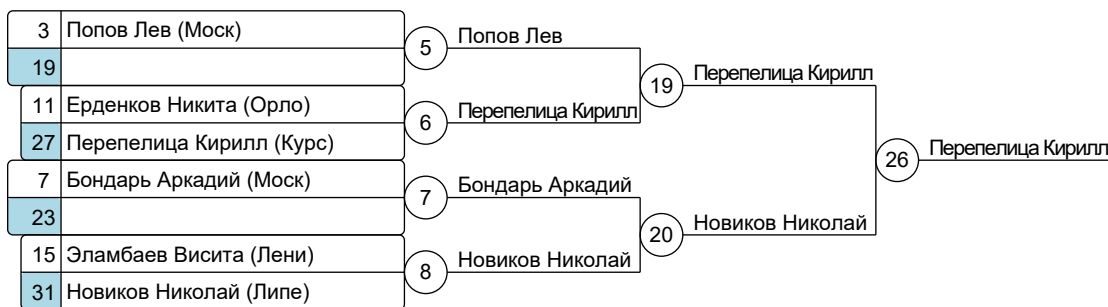 3 Попов Лев (Моск)
5 Попов Лев
19
19 Перепелица Кирилл
11 Ерденков Никита (Орло)
6 Перепелица Кирилл
27 Перепелица Кирилл (Курс)
26 Перепелица Кирилл
7 Бондарь Аркадий (Моск)
7 Бондарь Аркадий
23
20 Новиков Николай
15 Эламбаев Висита (Лени)
8 Новиков Николай
31 Новиков Николай (Липе)